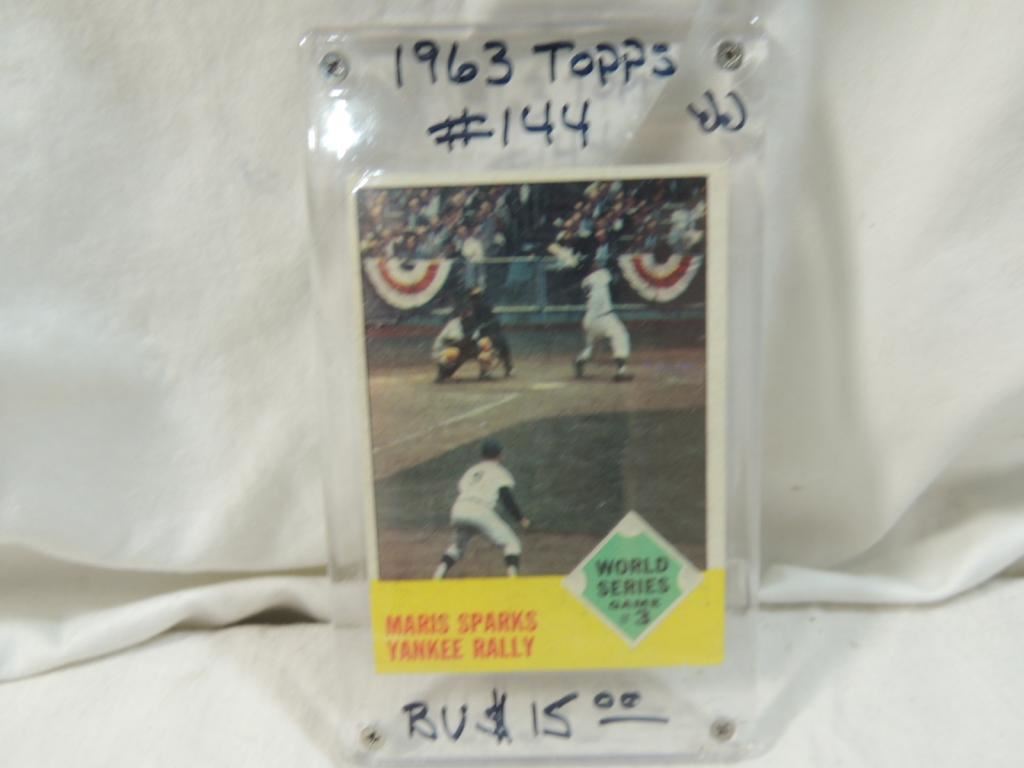 1963 Topps
#144
WORLD
SERIES
GAME
#3
MARIS SPARKS
YANKEE RALLY
BV $15.00